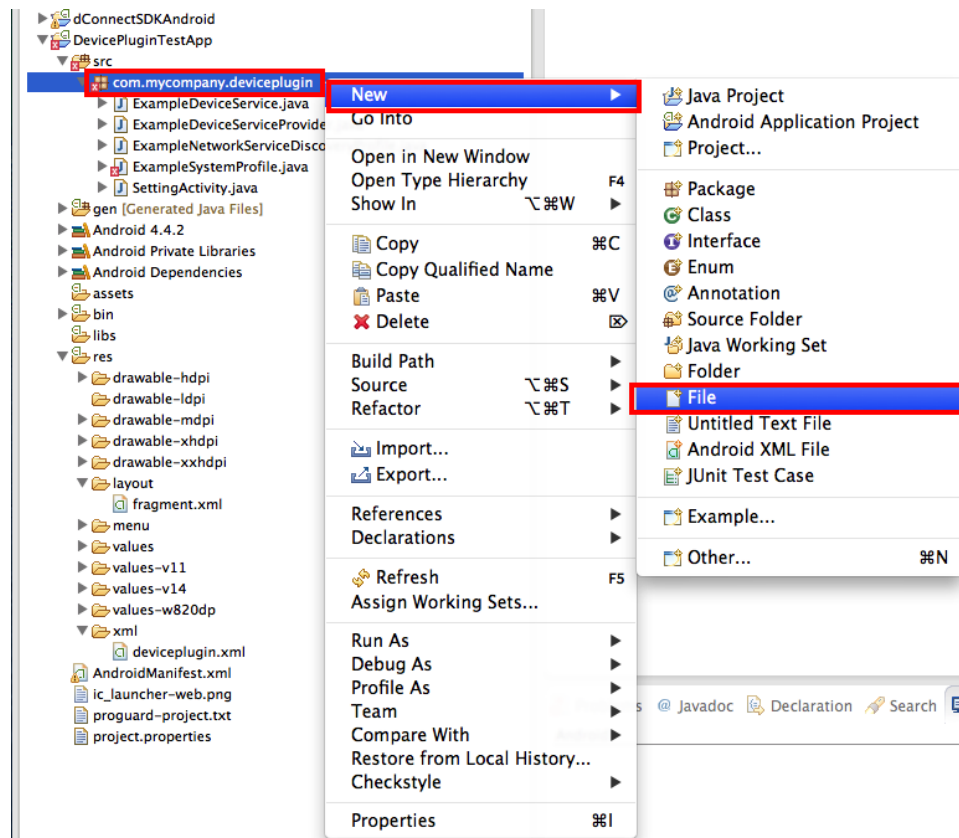 dConnectSDKAndroid
DevicePluginTestApp
src
com.mycompany.deviceplugin
ExampleDeviceService.java
ExampleDeviceServiceProvide
ExampleNetworkServiceDisco
ExampleSystemProfile.java
SettingActivity.java
gen [Generated Java Files]
Android 4.4.2
Android Private Libraries
Android Dependencies
assets
bin
libs
res
drawable-hdpi
drawable-ldpi
drawable-mdpi
drawable-xhdpi
drawable-xxhdpi
layout
fragment.xml
menu
values
values-v11
values-v14
values-w820dp
xml
deviceplugin.xml
AndroidManifest.xml
ic_launcher-web.png
proguard-project.txt
project.properties
New
Go Into
Open in New Window
Open Type Hierarchy F4
Show In ⌥⌘W
Copy ⌘C
Copy Qualified Name
Paste ⌘V
Delete ⌦
Build Path
Source ⌥⌘S
Refactor ⌥⌘T
Import...
Export...
References
Declarations
Refresh F5
Assign Working Sets...
Run As
Debug As
Profile As
Team
Compare With
Restore from Local History...
Checkstyle
Properties ⌘I
Java Project
Android Application Project
Project...
Package
Class
Interface
Enum
Annotation
Source Folder
Java Working Set
Folder
File
Untitled Text File
Android XML File
JUnit Test Case
Example...
Other... ⌘N
@ Javadoc Declaration Search